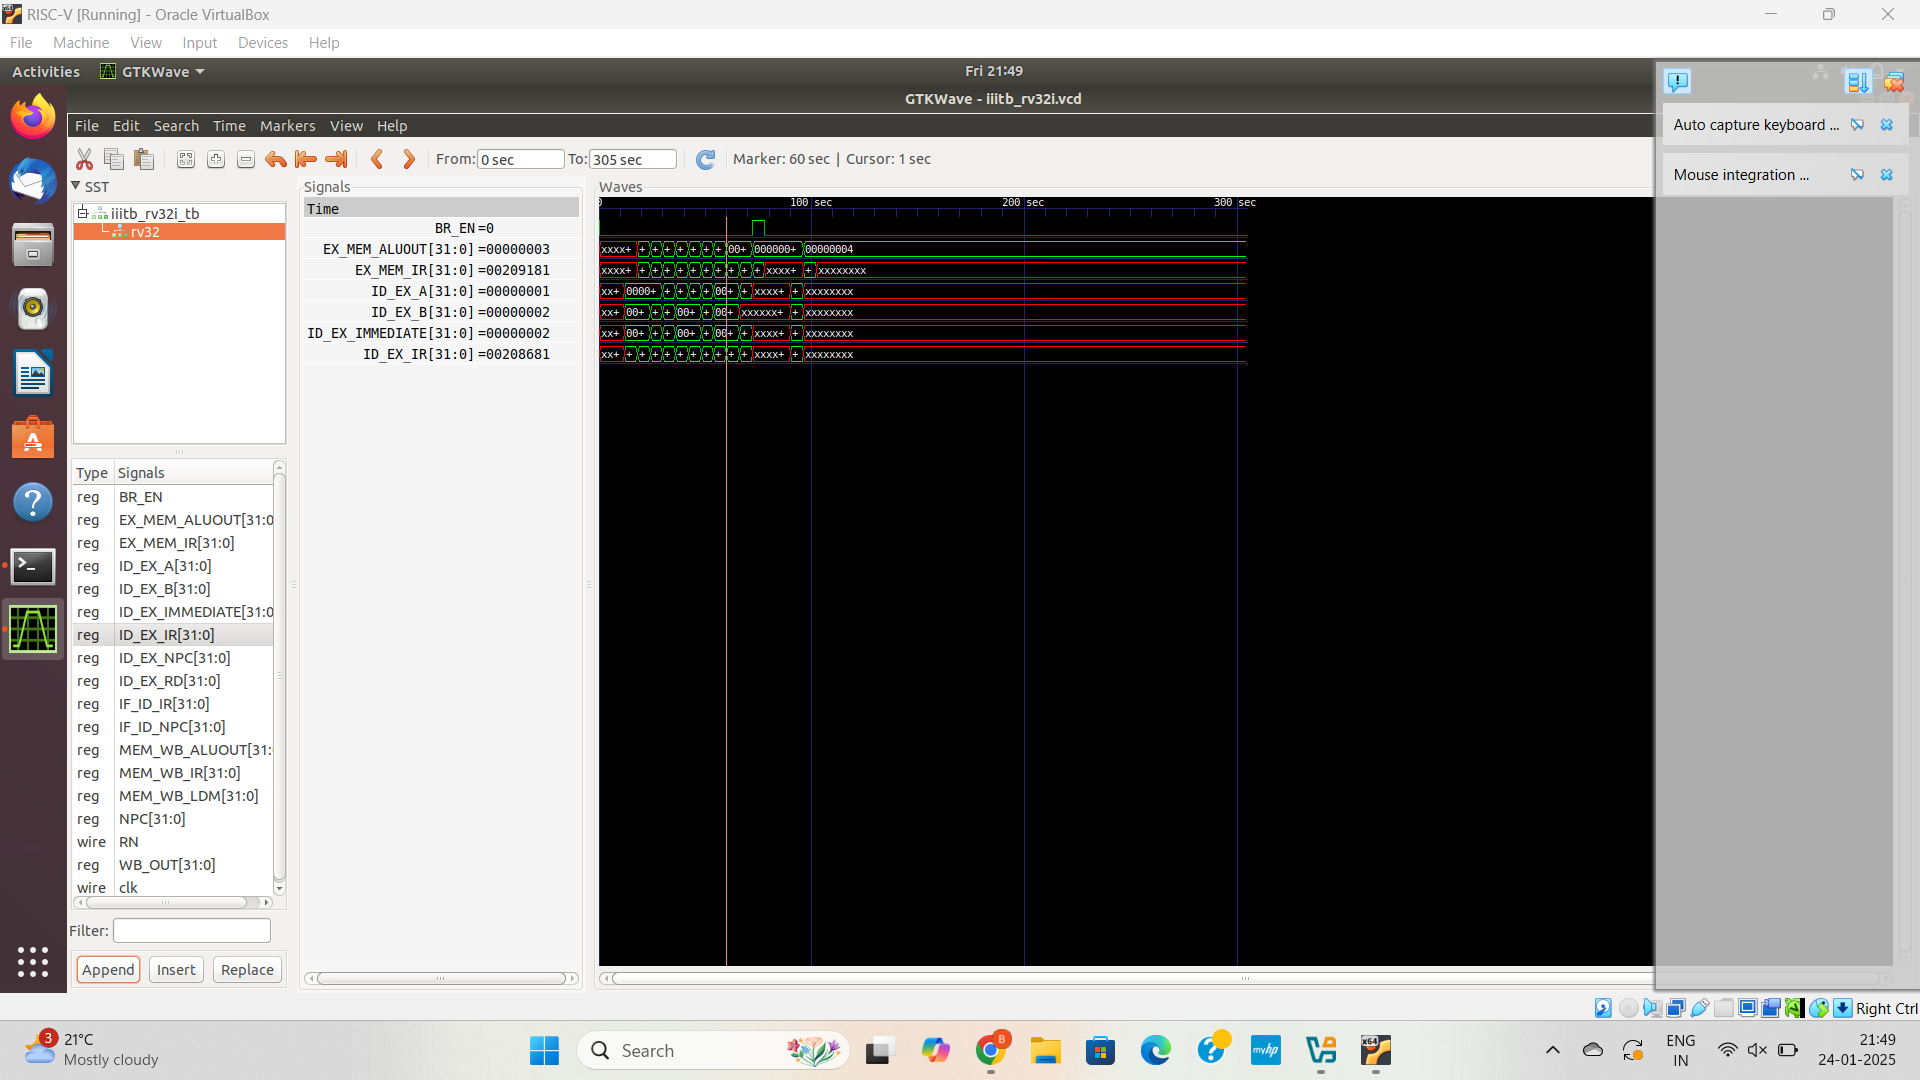 RISC-V [Running] - Oracle VirtualBox
File Machine View Input Devices Help
Activities GTKWave Fri 21:49
GTKWave - iiitb_rv32i.vcd
File Edit Search Time Markers View Help
From: 0 sec To: 305 sec Marker: 60 sec | Cursor: 1 sec
Auto capture keyboard ...
Mouse integration ...
SST
iiitb_rv32i_tb
rv32
Type Signals
reg BR_EN
reg EX_MEM_ALUOUT[31:0
reg EX_MEM_IR[31:0]
reg ID_EX_A[31:0]
reg ID_EX_B[31:0]
reg ID_EX_IMMEDIATE[31:0
reg ID_EX_IR[31:0]
reg ID_EX_NPC[31:0]
reg ID_EX_RD[31:0]
reg IF_ID_IR[31:0]
reg IF_ID_NPC[31:0]
reg MEM_WB_ALUOUT[31:
reg MEM_WB_IR[31:0]
reg MEM_WB_LDM[31:0]
reg NPC[31:0]
wire RN
reg WB_OUT[31:0]
wire clk
Filter:
Append Insert Replace
Signals
Time
BR_EN =0
EX_MEM_ALUOUT[31:0] =00000003
EX_MEM_IR[31:0] =00209181
ID_EX_A[31:0] =00000001
ID_EX_B[31:0] =00000002
ID_EX_IMMEDIATE[31:0] =00000002
ID_EX_IR[31:0] =00208681
Waves
0 100 sec 200 sec 300 sec
xxxx+ + + + + + + + 00+ 000000+ 00000004
xxxx+ + + + + + + + + + + xxxx+ + xxxxxxxx
xx+ 0000+ + + + + 00+ + xxxx+ + xxxxxxxx
xx+ 00+ + + 00+ + 00+ xxxxxx+ + xxxxxxxx
xx+ 00+ + + 00+ + 00+ + xxxx+ + xxxxxxxx
xx+ + + + + + + + + + + xxxx+ + xxxxxxxx
Right Ctrl
3
21°C
Mostly cloudy
Search
B
myhp
x64
ENG
IN
21:49
24-01-2025